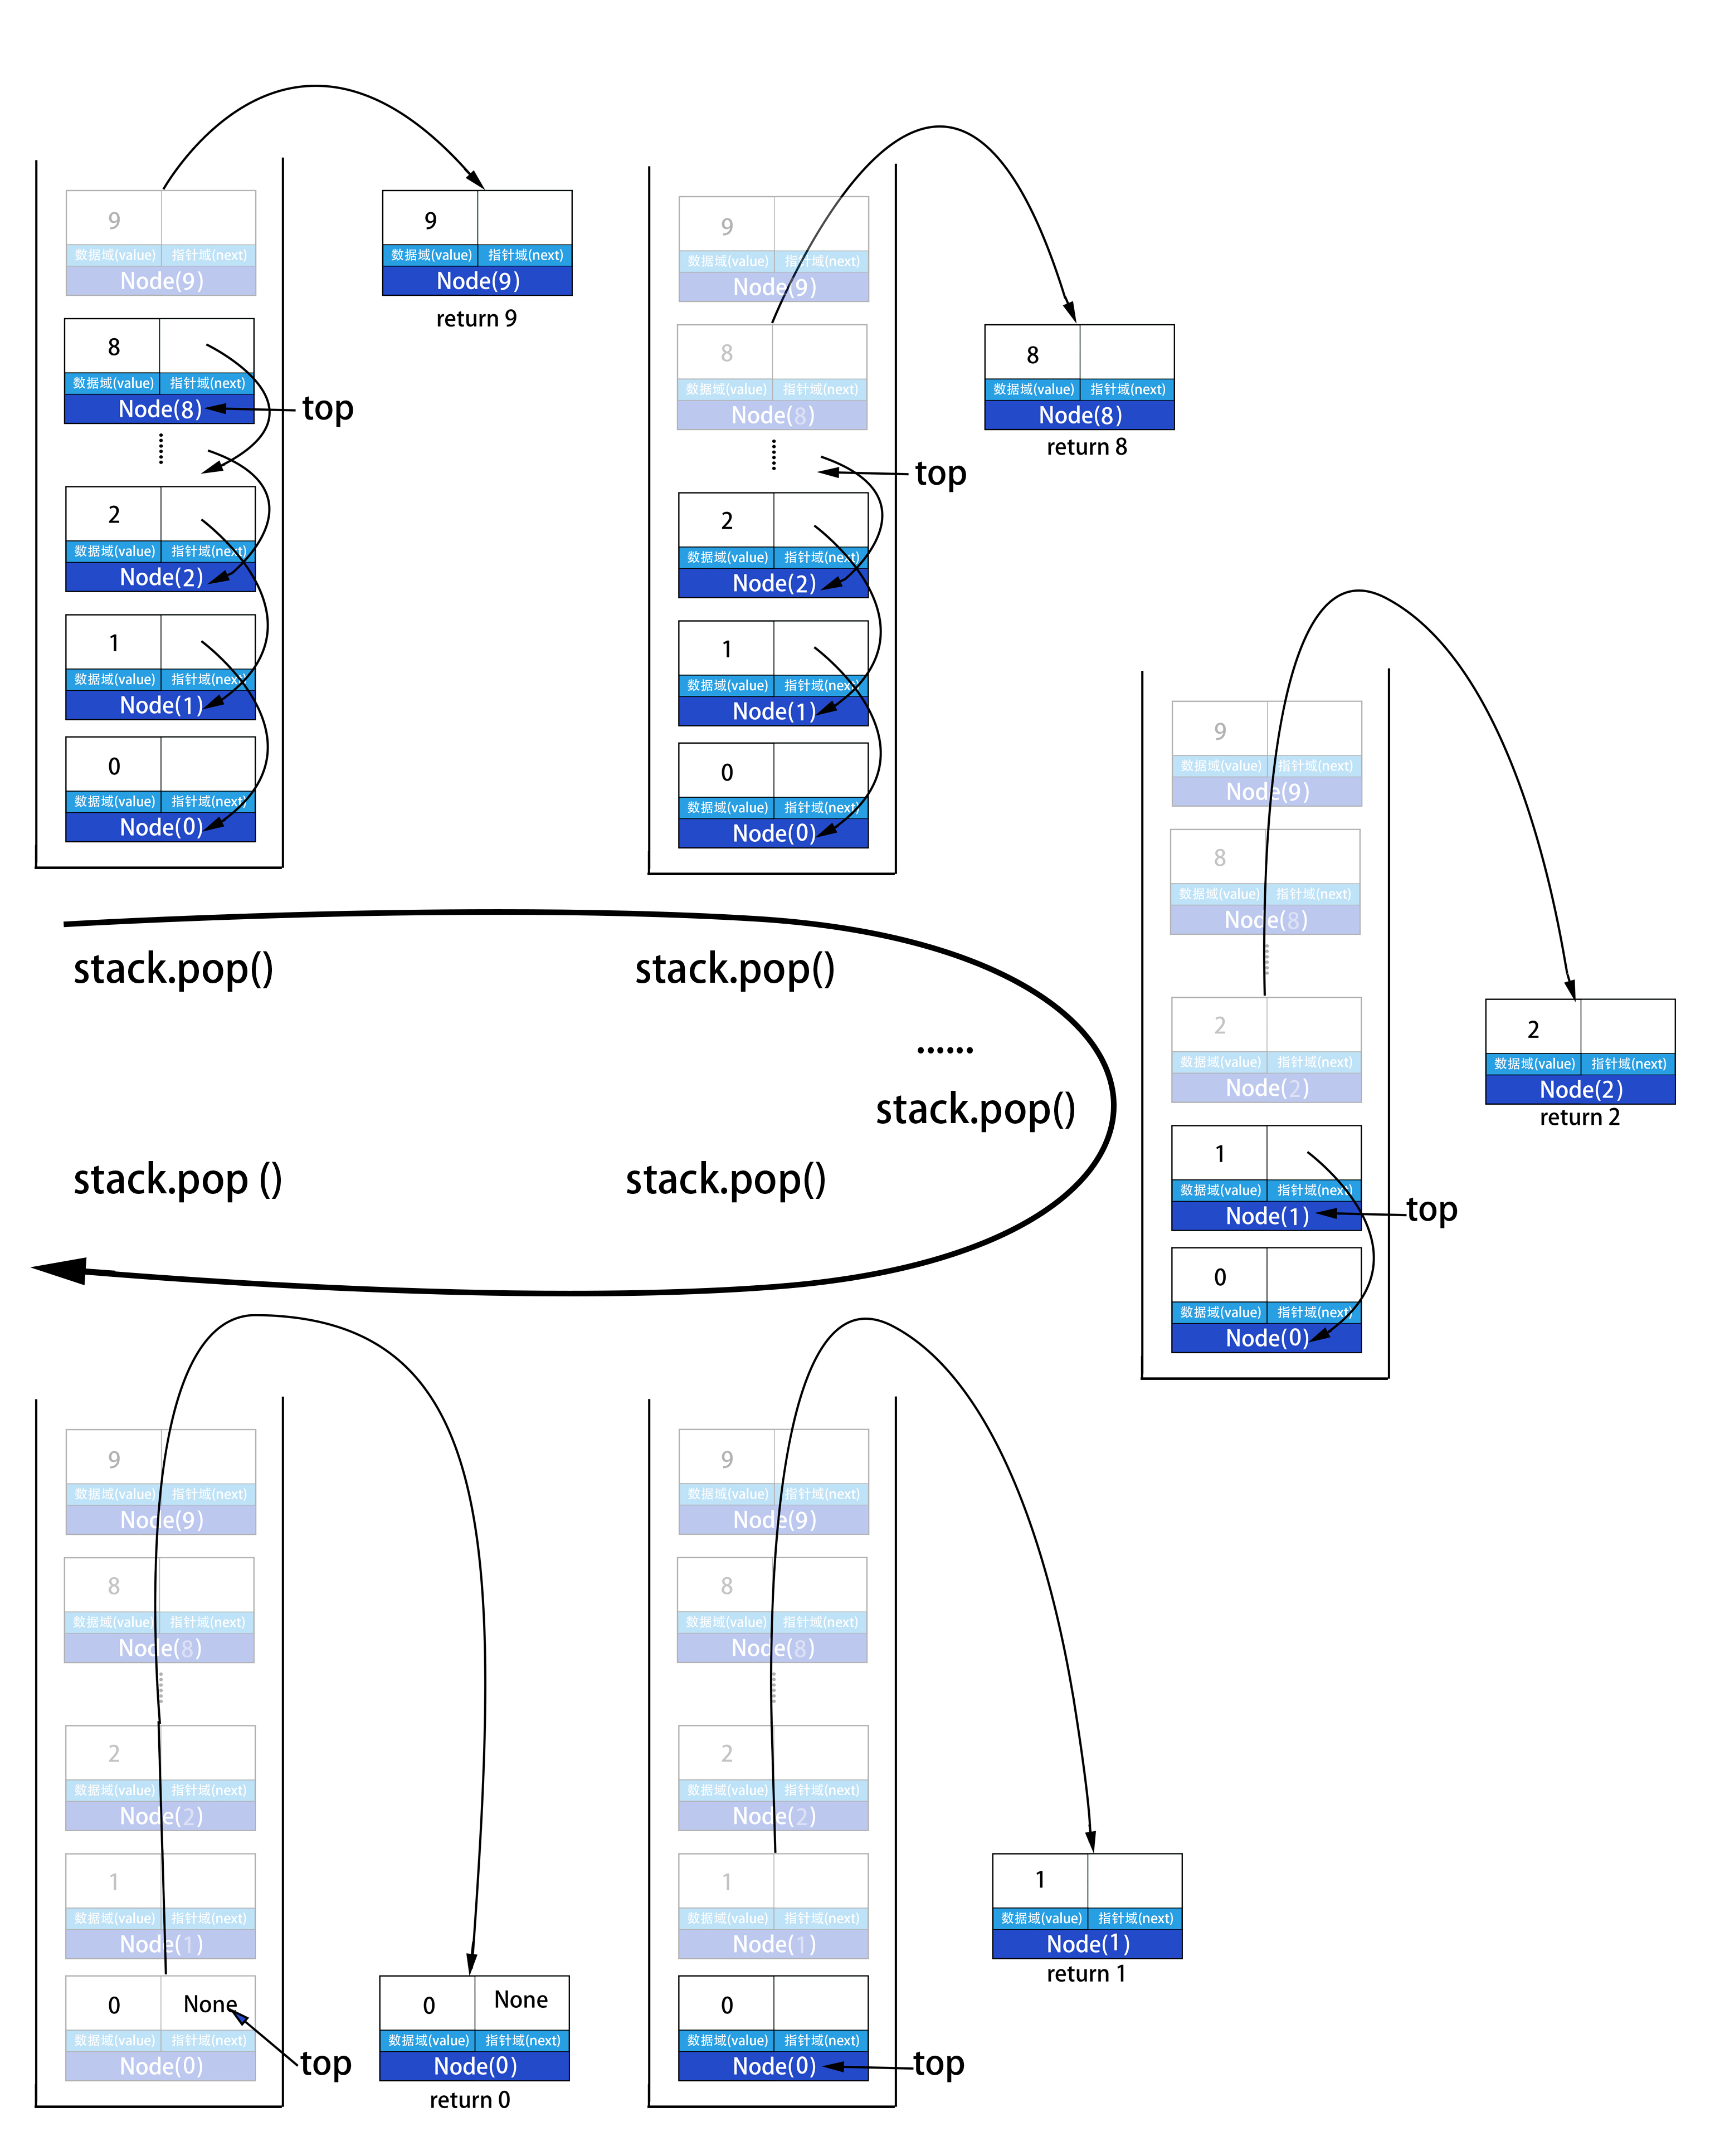 9
数据域(value) 指针域(next)
Node(9)
8
数据域(value) 指针域(next)
Node(8)
top
......
2
数据域(value) 指针域(next)
Node(2)
1
数据域(value) 指针域(next)
Node(1)
0
数据域(value) 指针域(next)
Node(0)
9
数据域(value) 指针域(next)
Node(9)
return 9
9
数据域(value) 指针域(next)
Node(9)
8
数据域(value) 指针域(next)
Node(8)
......
top
2
数据域(value) 指针域(next)
Node(2)
1
数据域(value) 指针域(next)
Node(1)
0
数据域(value) 指针域(next)
Node(0)
8
数据域(value) 指针域(next)
Node(8)
return 8
stack.pop()
stack.pop()
......
stack.pop()
stack.pop()
stack.pop ()
9
数据域(value) 指针域(next)
Node(9)
8
数据域(value) 指针域(next)
Node(8)
......
2
数据域(value) 指针域(next)
Node(2)
1
数据域(value) 指针域(next)
Node(1)
top
0
数据域(value) 指针域(next)
Node(0)
2
数据域(value) 指针域(next)
Node(2)
return 2
9
数据域(value) 指针域(next)
Node(9)
8
数据域(value) 指针域(next)
Node(8)
......
2
数据域(value) 指针域(next)
Node(2)
1
数据域(value) 指针域(next)
Node(1)
0 None
数据域(value) 指针域(next)
Node(0)
top
0 None
数据域(value) 指针域(next)
Node(0)
return 0
9
数据域(value) 指针域(next)
Node(9)
8
数据域(value) 指针域(next)
Node(8)
......
2
数据域(value) 指针域(next)
Node(2)
1
数据域(value) 指针域(next)
Node(1)
0
数据域(value) 指针域(next)
Node(0)
top
1
数据域(value) 指针域(next)
Node(1)
return 1